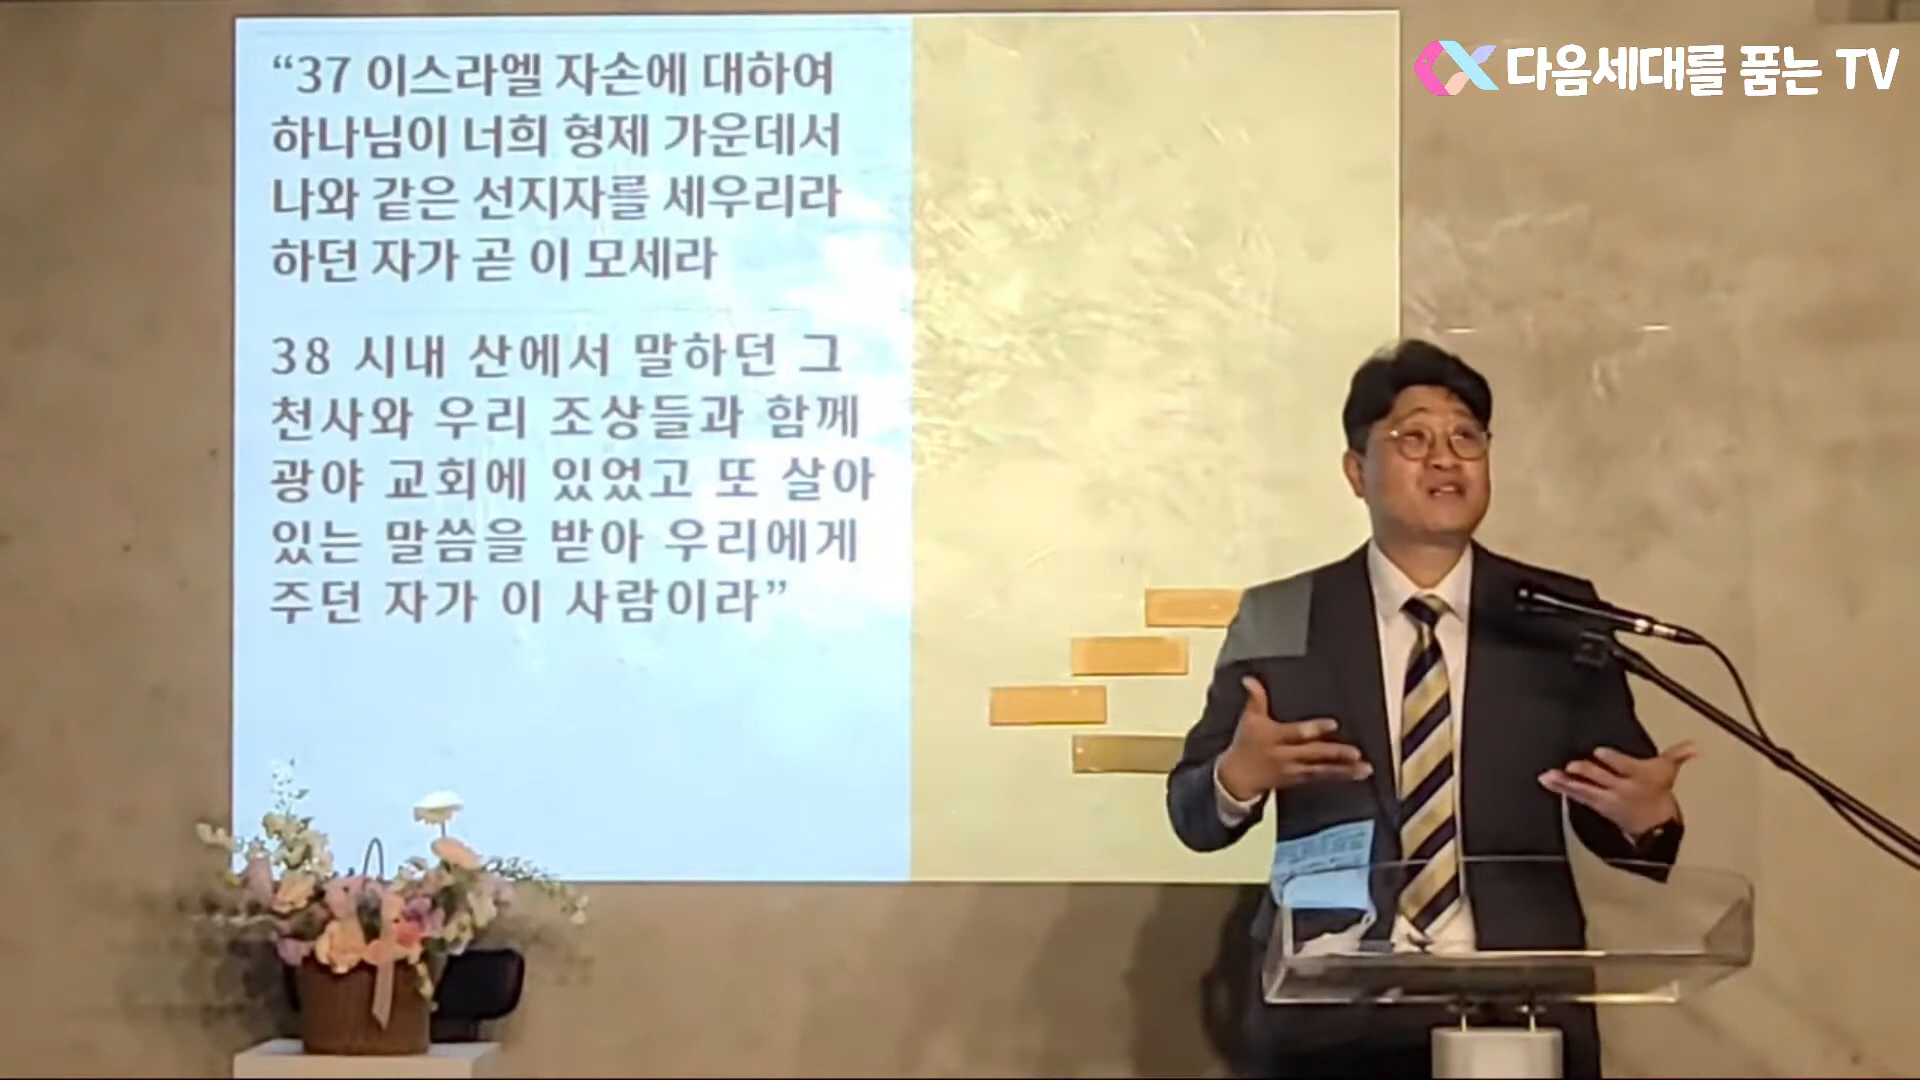 “37 이스라엘 자손에 대하여
하나님이 너희 형제 가운데서
나와 같은 선지자를 세우리라
하던 자가 곧 이 모세라
38 시내 산에서 말하던 그
천사와 우리 조상들과 함께
광야 교회에 있었고 또 살아
있는 말씀을 받아 우리에게
주던 자가 이 사람이라”
다음세대를 품는 TV